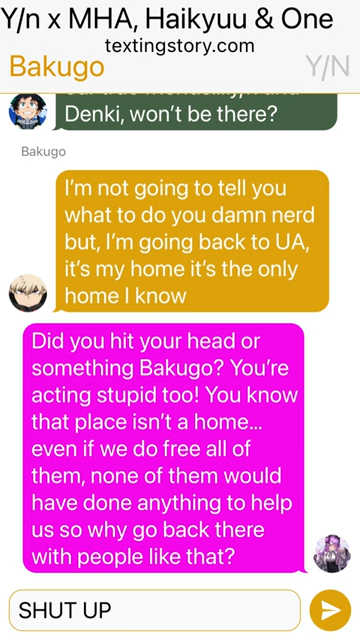 Y/n x MHA, Haikyuu & One
textingstory.com
Bakugo
Y/N
Denki, won't be there?
Bakugo
I'm not going to tell you
what to do you damn nerd
but, I'm going back to UA,
it's my home it's the only
home I know
Did you hit your head or
something Bakugo? You're
acting stupid too! You know
that place isn't a home...
even if we do free all of
them, none of them would
have done anything to help
us so why go back there
with people like that?
SHUT UP